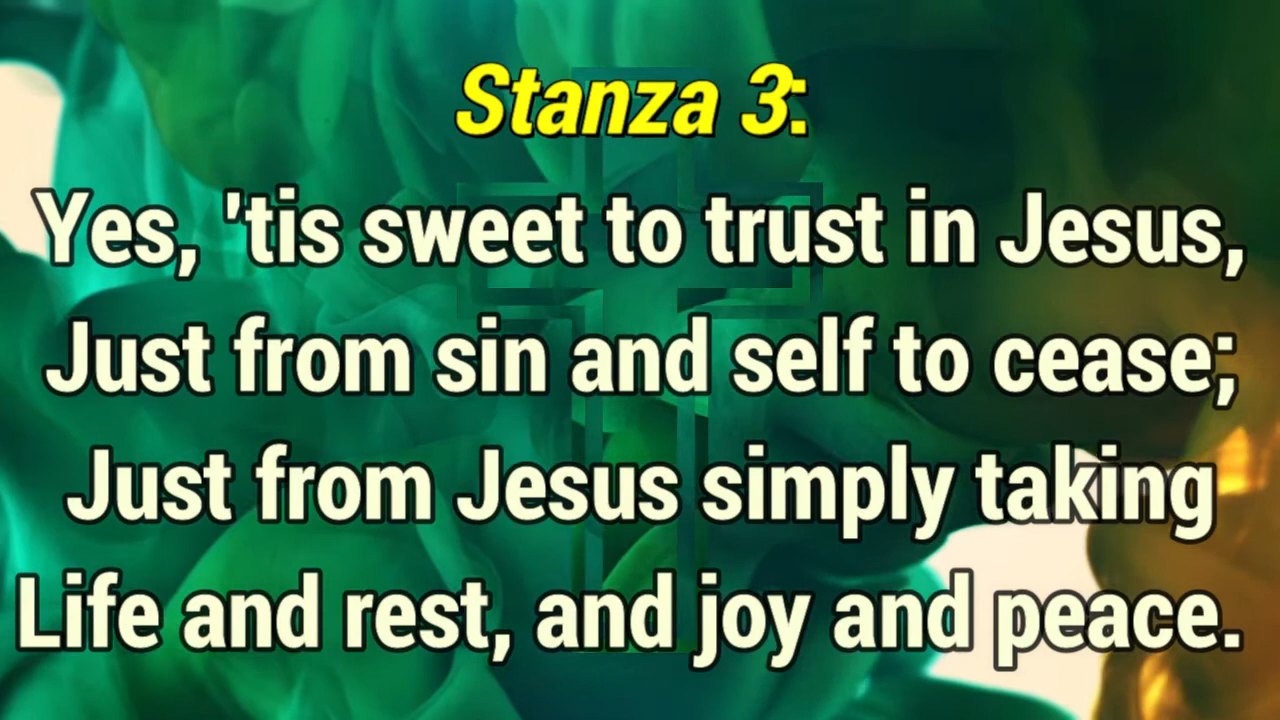 Stanza 3:
Yes, 'tis sweet to trust in Jesus,
Just from sin and self to cease;
Just from Jesus simply taking
Life and rest, and joy and peace.